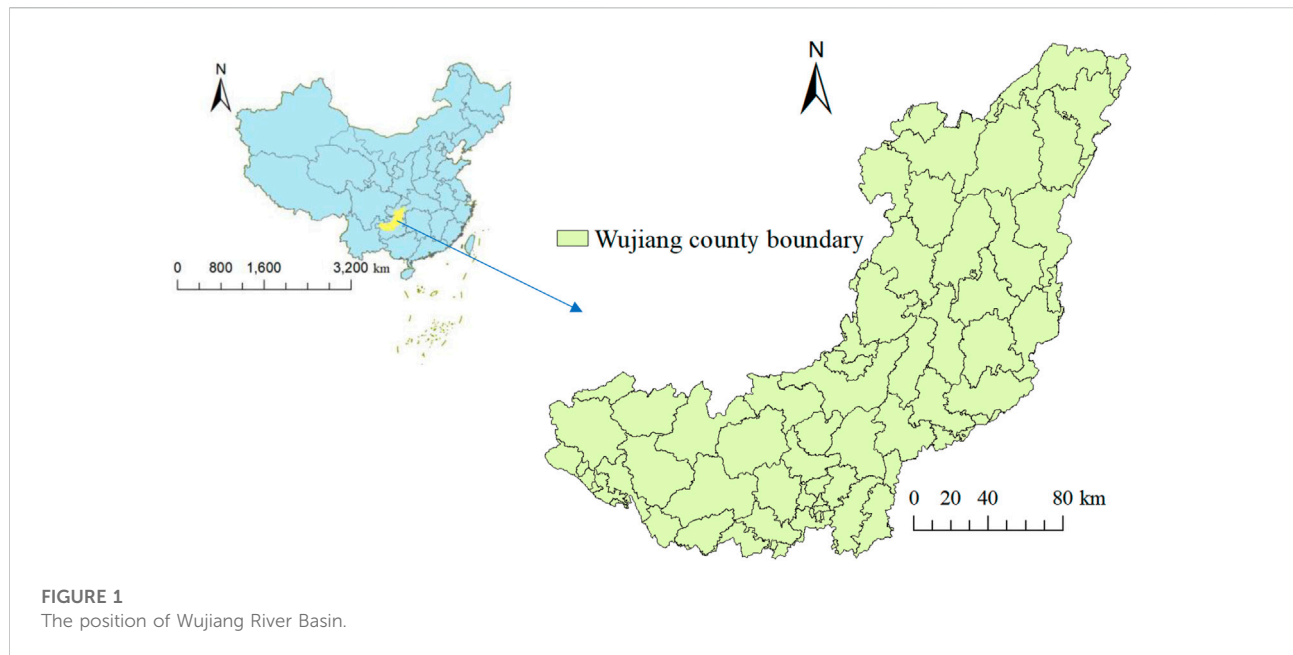 N
0 800 1,600 3,200 km
N
Wujiang county boundary
0 20 40 80 km
FIGURE 1
The position of Wujiang River Basin.